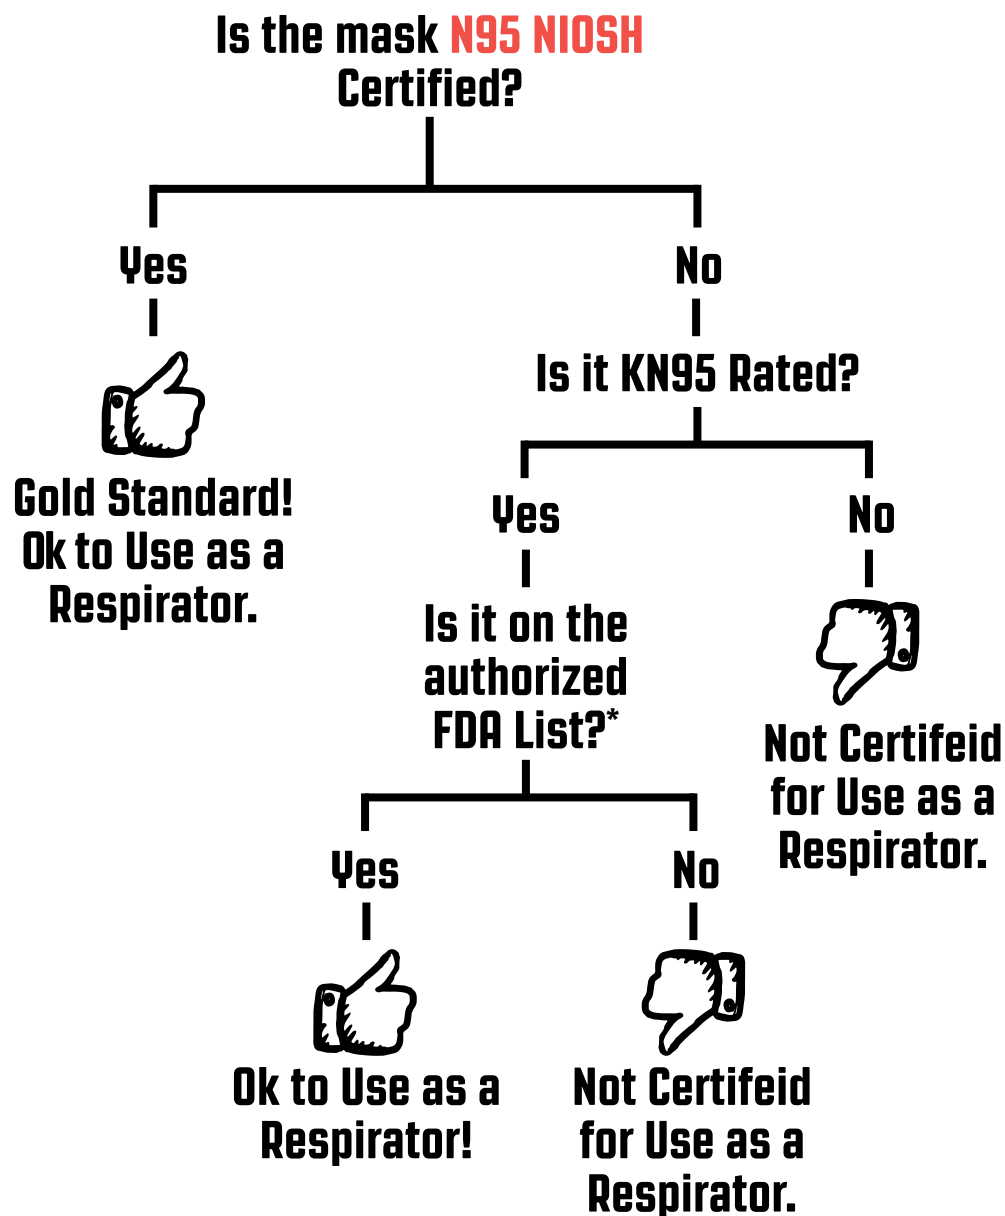 Is the mask N95 NIOSH
Certified?
Yes
No
Gold Standard!
Ok to Use as a
Respirator.
Is it KN95 Rated?
Yes
No
Is it on the
authorized
FDA List?*
Not Certifeid
for Use as a
Respirator.
Yes
No
Ok to Use as a
Respirator!
Not Certifeid
for Use as a
Respirator.